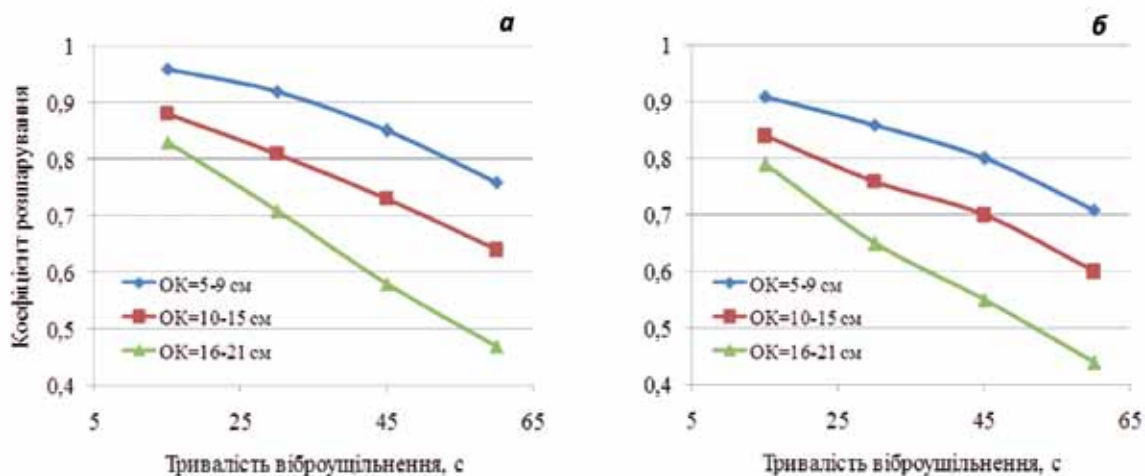 а
Коефіцієнт розшарування
1
0,9
0,8
0,7
0,6
0,5
0,4
ОК=5-9 см
ОК=10-15 см
ОК=16-21 см
5
25
45
65
Тривалість віброущільнення, с
б
1
0,9
0,8
0,7
0,6
0,5
0,4
ОК=5-9 см
ОК=10-15 см
ОК=16-21 см
5
25
45
65
Тривалість віброущільнення, с